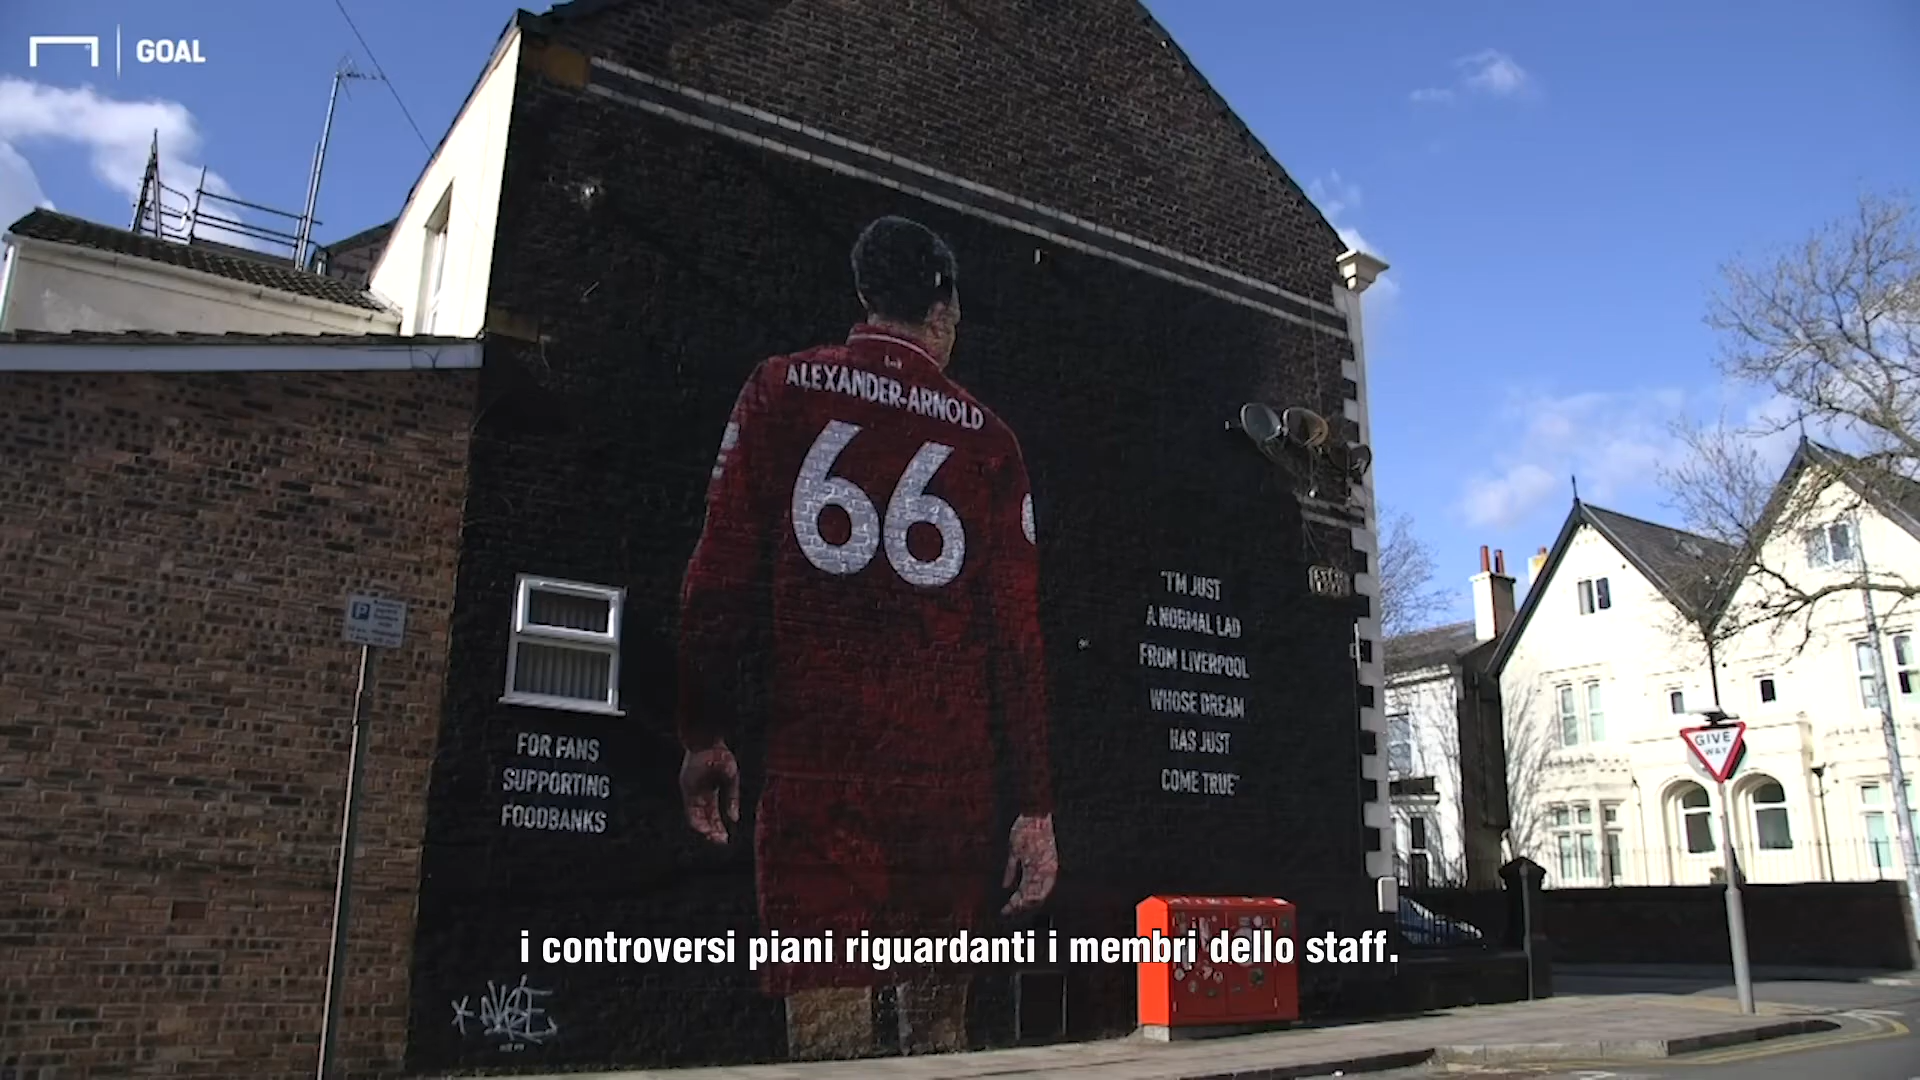 GOAL
ALEXANDER-ARNOLD
66
"I'M JUST
A NORMAL LAD
FROM LIVERPOOL
WHOSE DREAM
HAS JUST
COME TRUE"
FOR FANS
SUPPORTING
FOODBANKS
GIVE
WAY
P
i controversi piani riguardanti i membri dello staff.